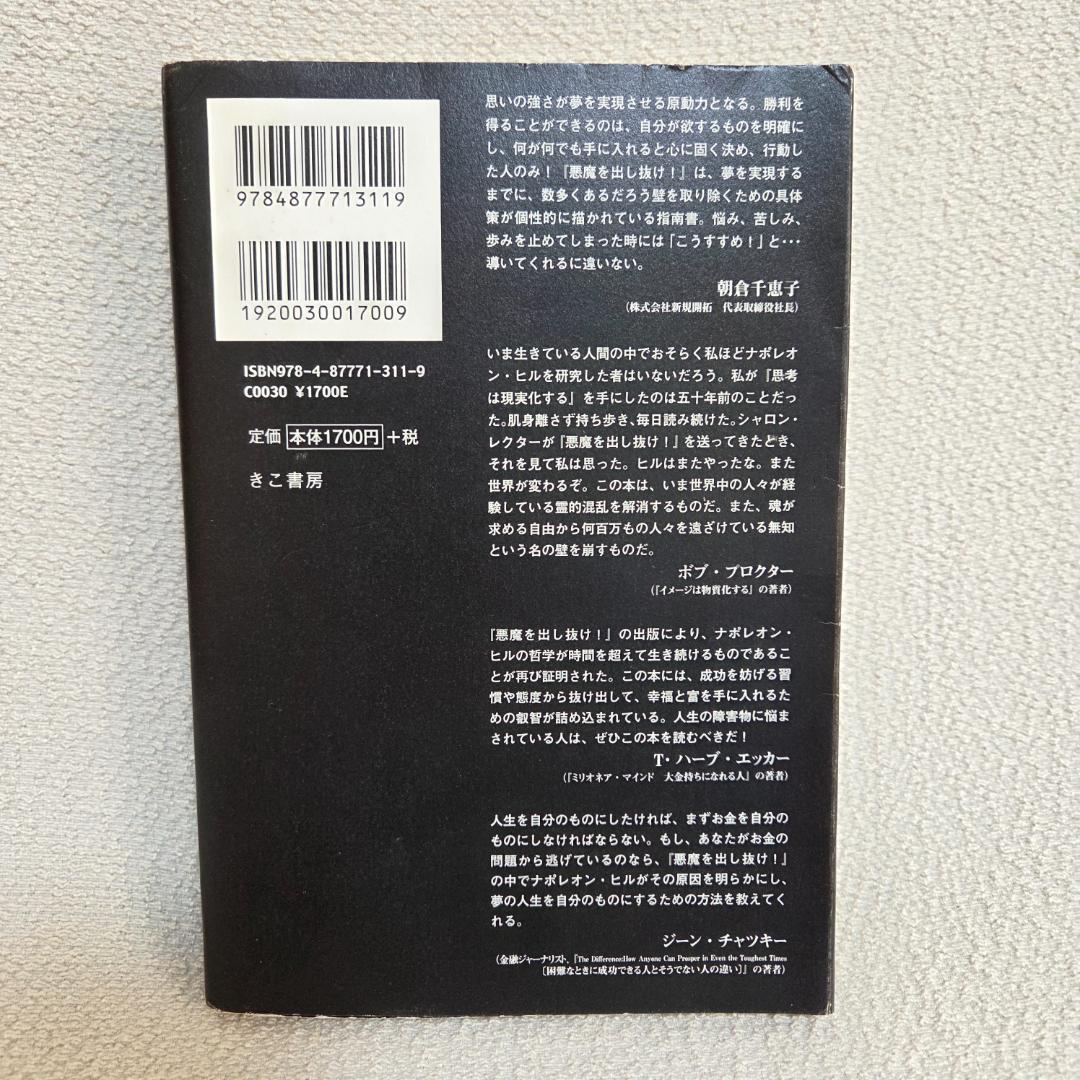 9784877713119
1920030017009
ISBN978-4-87771-311-9
C0030 ¥1700E
定価 本体1700円 +税
きこ書房
思いの強さが夢を実現させる原動力となる。勝利を
得ることができるのは、自分が欲するものを明確に
し、何が何でも手に入れると心に固く決め、行動し
た人のみ！『悪魔を出し抜け！』は、夢を実現する
までに、数多くあるだろう壁を取り除くための具体
策が個性的に描かれている指南書。悩み、苦しみ、
歩みを止めてしまった時には「こうすすめ！」と・・・
導いてくれるに違いない。
朝倉千恵子
（株式会社新規開拓　代表取締役社長）
いま生きている人間の中でおそらく私ほどナポレオ
ン・ヒルを研究した者はいないだろう。私が『思考
は現実化する』を手にしたのは五十年前のことだっ
た。肌身離さず持ち歩き、毎日読み続けた。シャロン・
レクターが『悪魔を出し抜け！』を送ってきたとき、
それを見て私は思った。ヒルはまたやったな。また
世界が変わるぞ。この本は、いま世界中の人々が経
験している霊的混乱を解消するものだ。また、魂が
求める自由から何百万もの人々を遠ざけている無知
という名の壁を崩すものだ。
ボブ・プロクター
（『イメージは物質化する』の著者）
『悪魔を出し抜け！』の出版により、ナポレオン・
ヒルの哲学が時間を超えて生き続けるものであるこ
とが再び証明された。この本には、成功を妨げる習
慣や態度から抜け出して、幸福と富を手に入れるた
めの叡智が詰め込まれている。人生の障害物に悩ま
されている人は、ぜひこの本を読むべきだ！
T・ハーブ・エッカー
（『ミリオネア・マインド　大金持ちになれる人』の著者）
人生を自分のものにしたければ、まずお金を自分の
ものにしなければならない。もし、あなたがお金の
問題から逃げているのなら、『悪魔を出し抜け！』
の中でナポレオン・ヒルがその原因を明らかにし、
夢の人生を自分のものにするための方法を教えてく
れる。
ジーン・チャツキー
（金融ジャーナリスト、『The Difference:How Anyone Can Prosper in Even the Toughest Times
［困難なときに成功できる人とそうでない人の違い］』の著者）